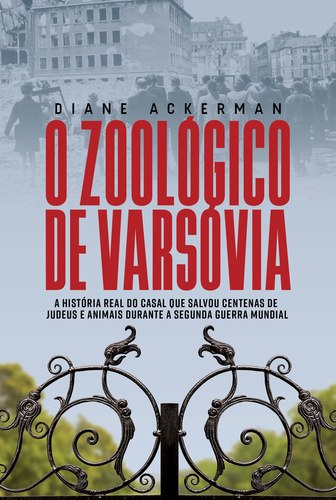 DIANE ACKERMAN
O ZOOLÓGICO
DE VARSÓVIA
A HISTÓRIA REAL DO CASAL QUE SALVOU CENTENAS DE
JUDEUS E ANIMAIS DURANTE A SEGUNDA GUERRA MUNDIAL